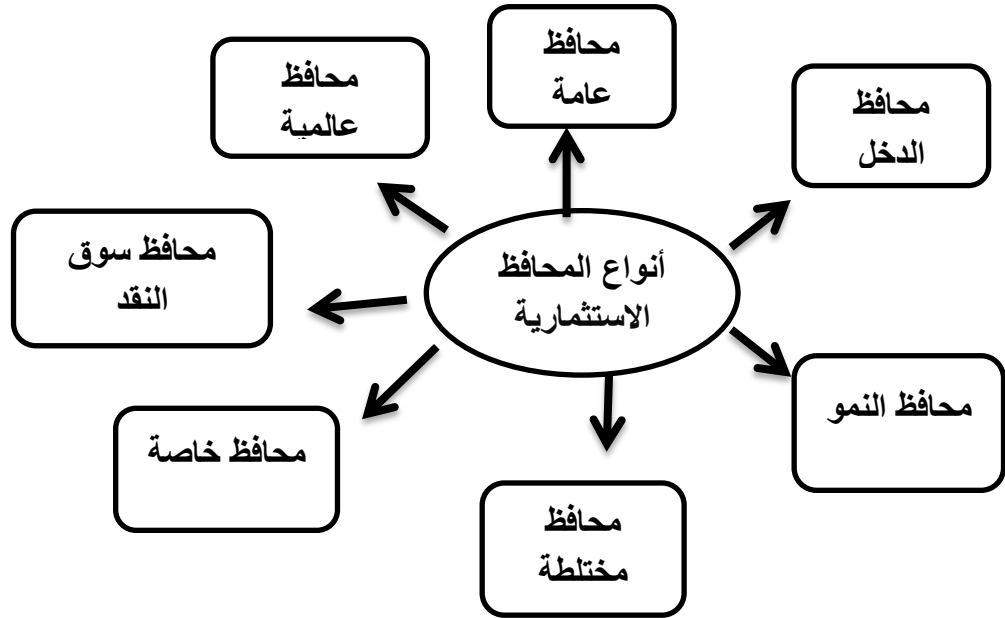 محافظ
عامة
محافظ
عالمية
محافظ
الدخل
محافظ سوق
النقد
أنواع المحافظ
الاستثمارية
محافظ النمو
محافظ خاصة
محافظ
مختلطة